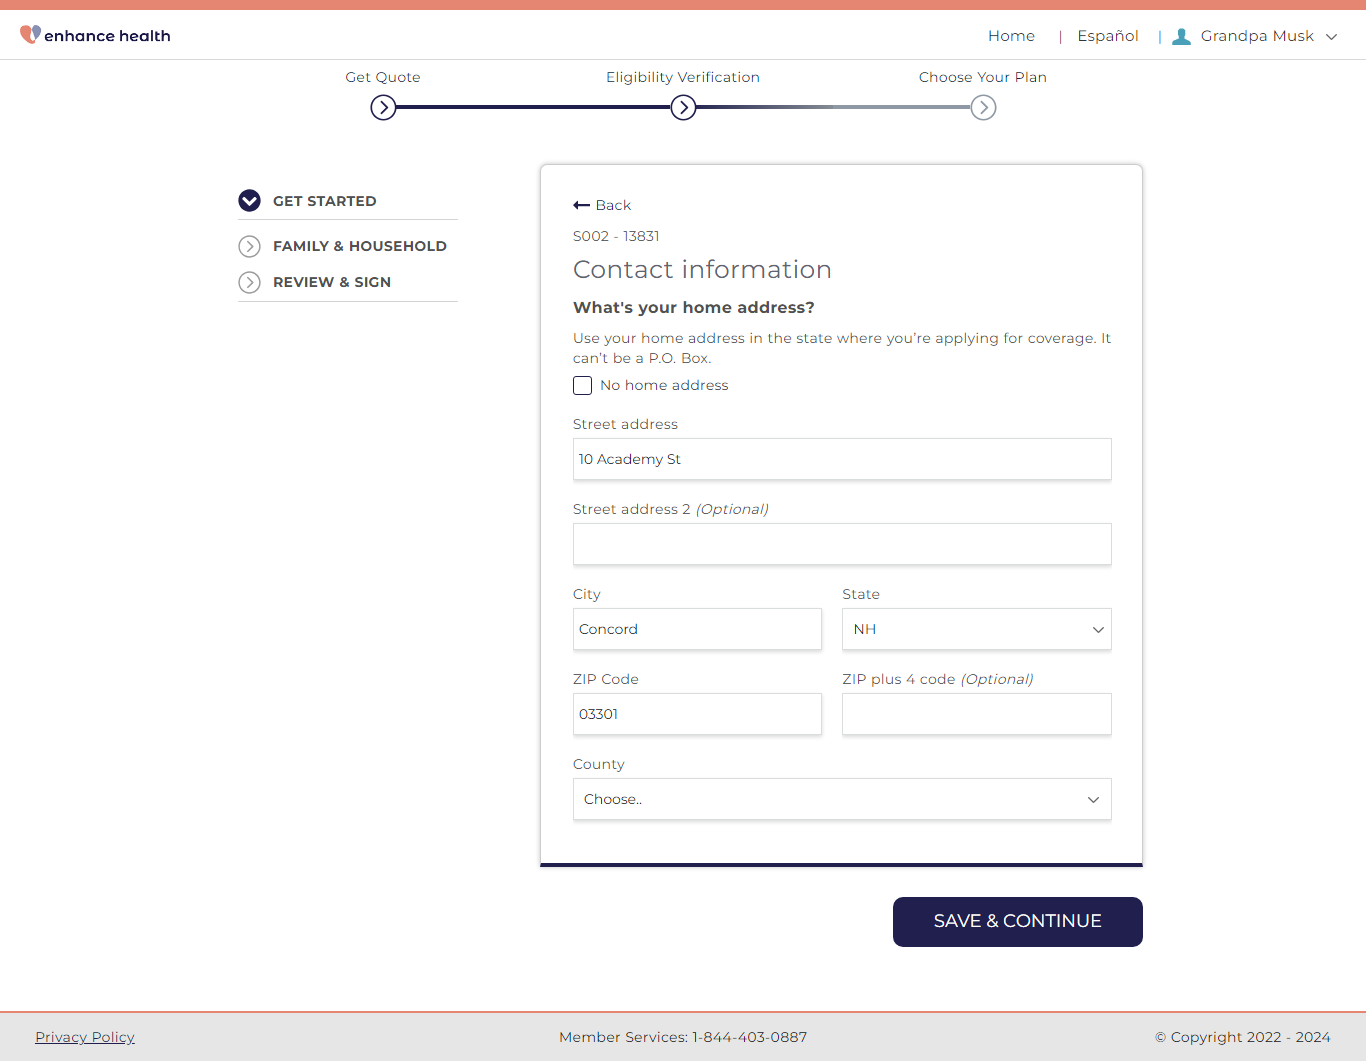 enhance health
Home | Español | Grandpa Musk
Get Quote
Eligibility Verification
Choose Your Plan
GET STARTED
FAMILY & HOUSEHOLD
REVIEW & SIGN
Back
S002 - 13831
Contact information
What's your home address?
Use your home address in the state where you’re applying for coverage. It
can’t be a P.O. Box.
No home address
Street address
10 Academy St
Street address 2 (Optional)
City
Concord
State
NH
ZIP Code
03301
ZIP plus 4 code (Optional)
County
Choose..
SAVE & CONTINUE
Privacy Policy
Member Services: 1-844-403-0887
© Copyright 2022 - 2024